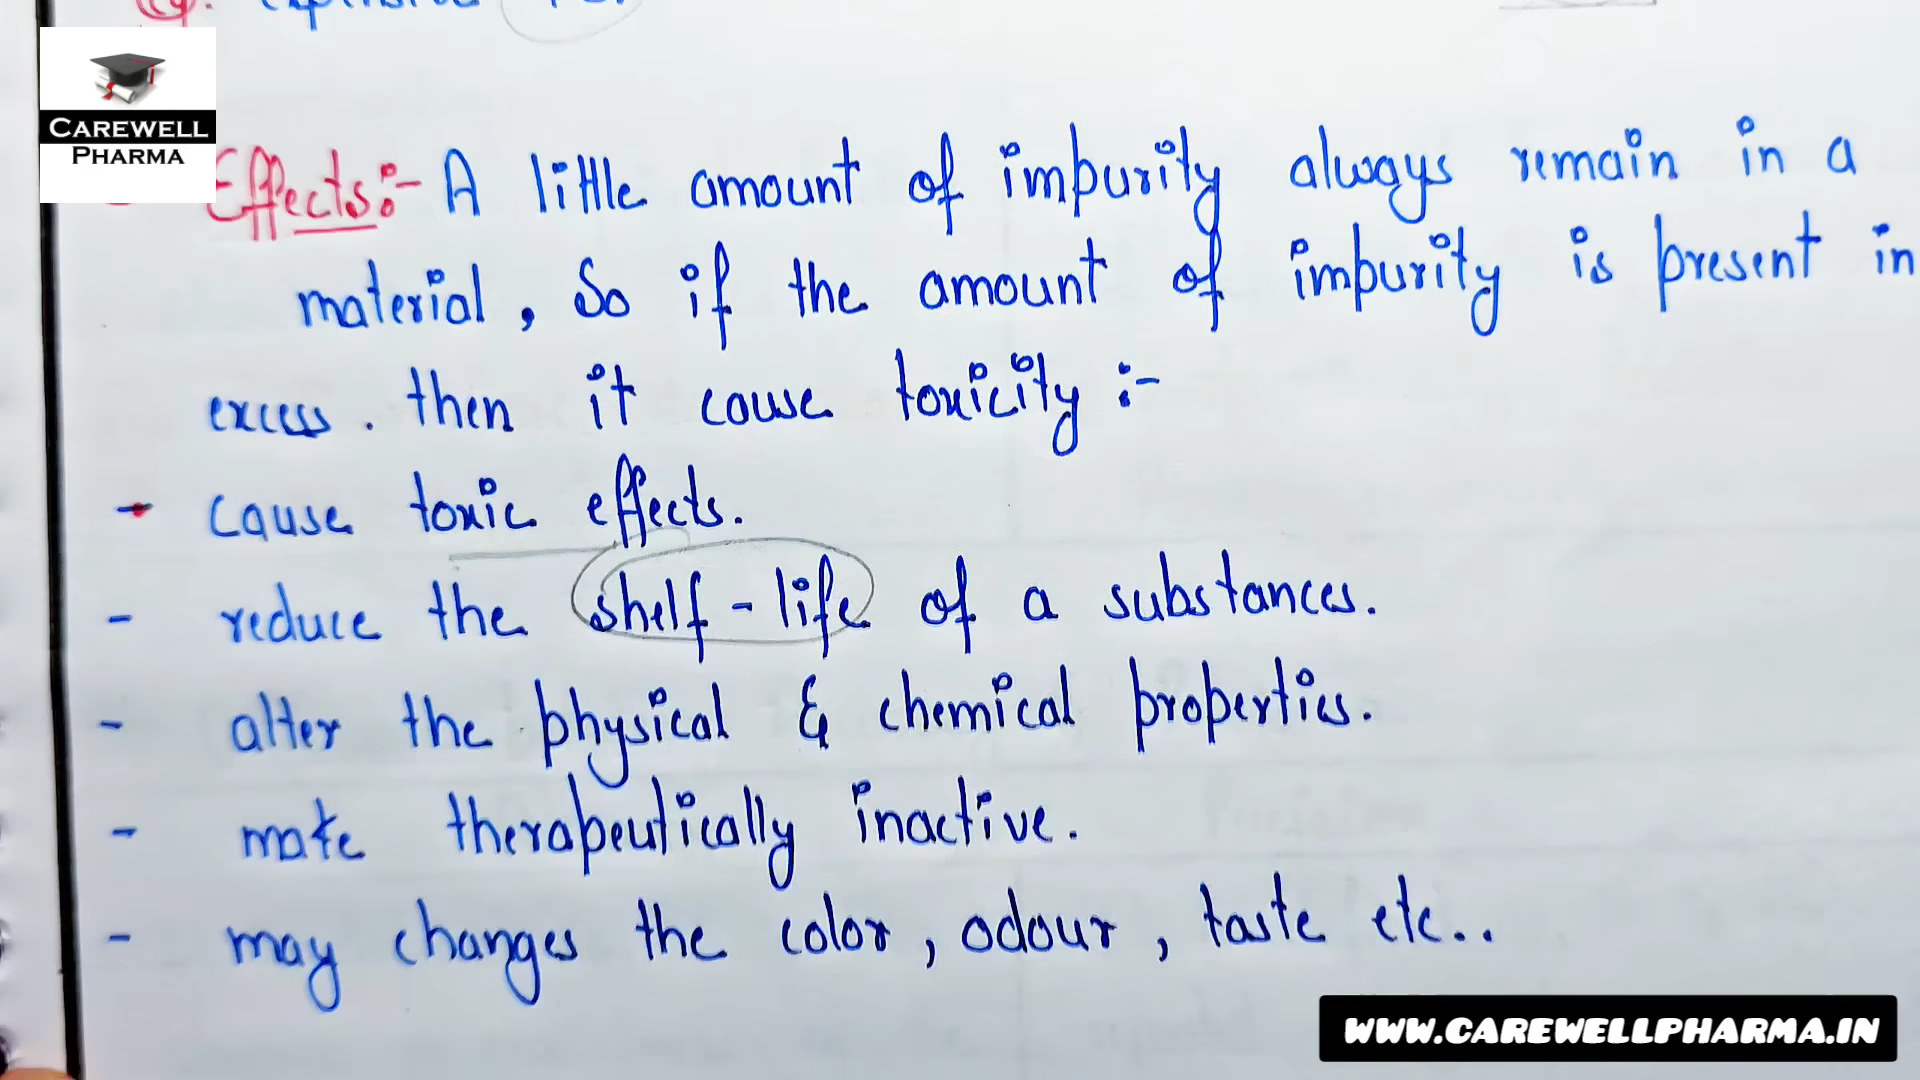 CAREWELL
PHARMA
Effects:- A little amount of impurity always remain in a
material, So if the amount of impurity is present in
excess. then it cause toxicity :-
- cause toxic effects.
- reduce the shelf-life of a substances.
- alter the physical & chemical properties.
- make therapeutically inactive.
- may changes the color, odour, taste etc..
WWW.CAREWELLPHARMA.IN